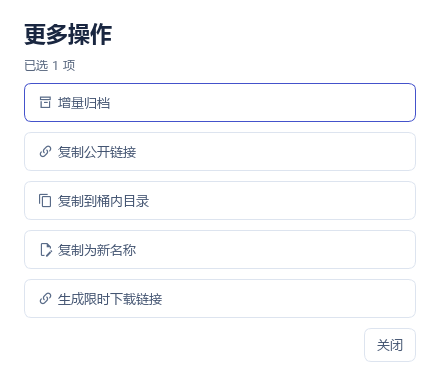 更多操作
已选 1 项
增量归档
复制公开链接
复制到桶内目录
复制为新名称
生成限时下载链接
关闭